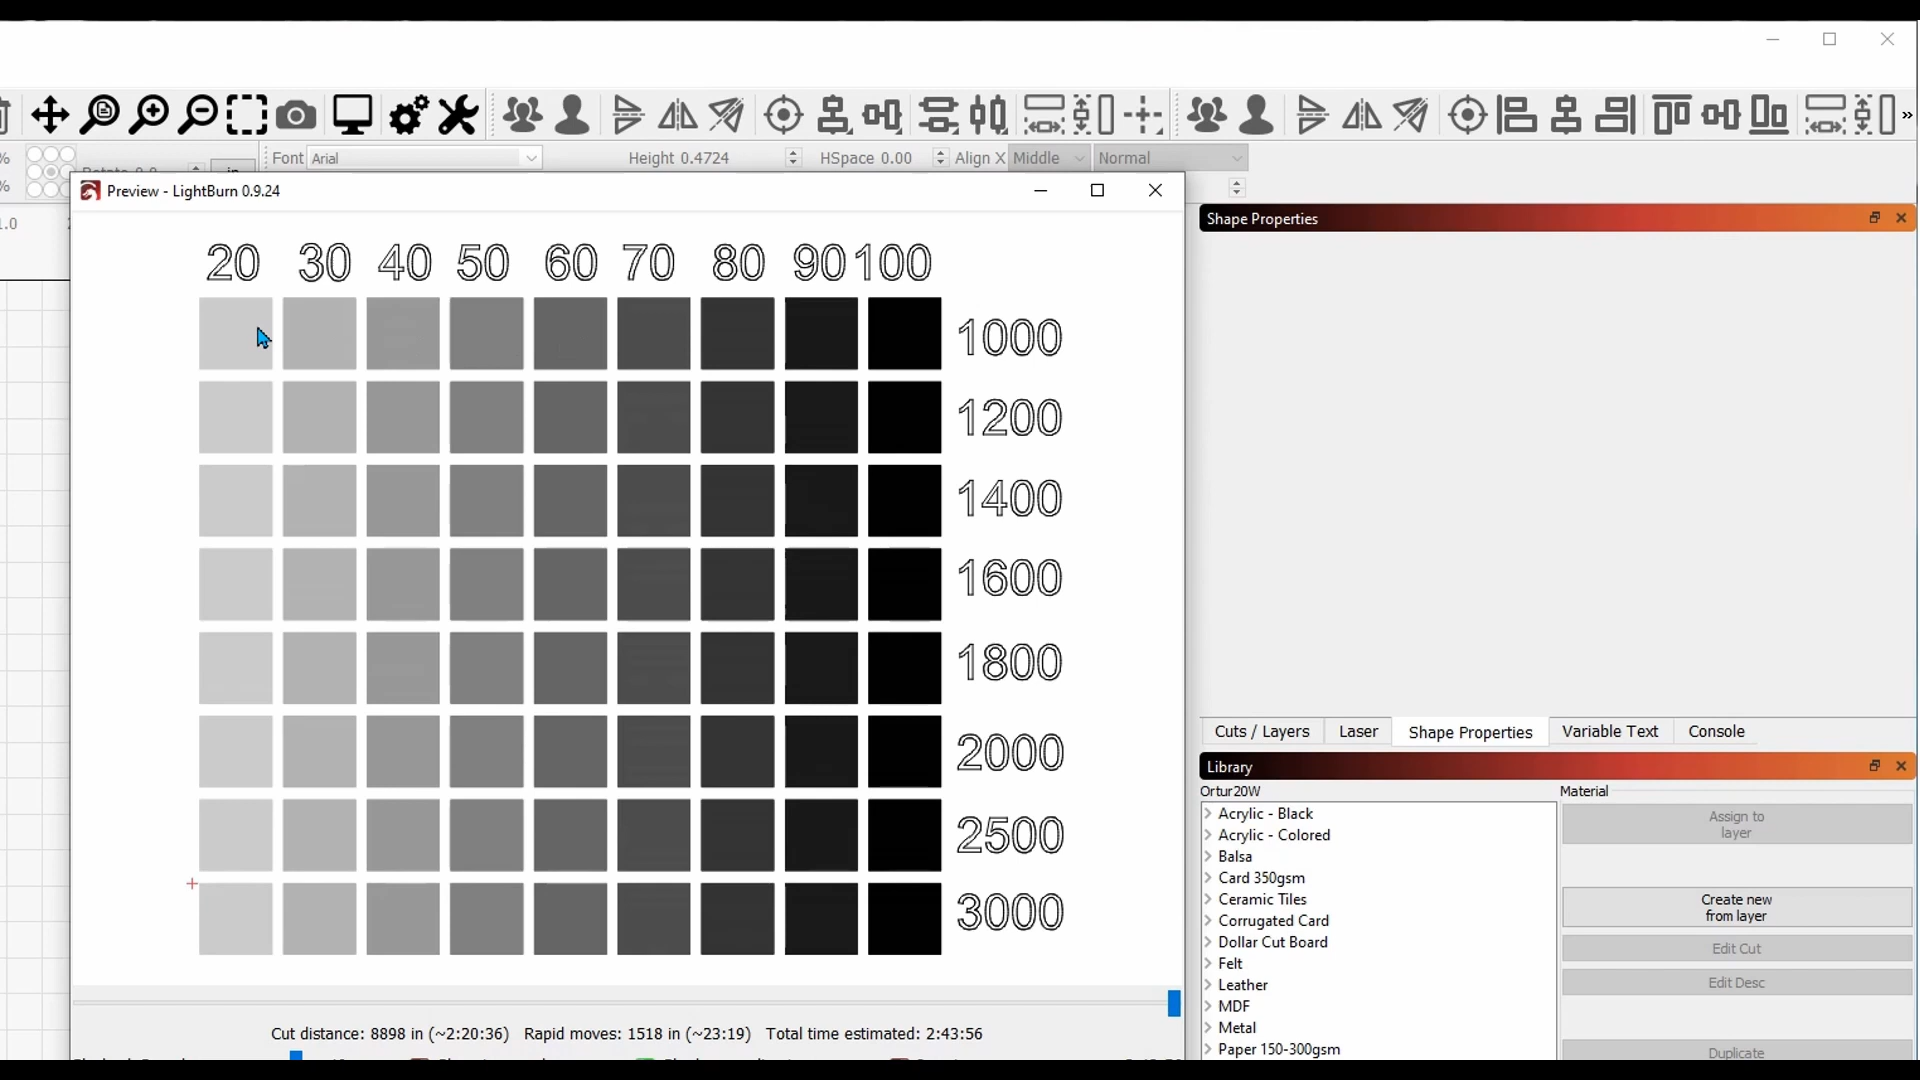 Font Arial Height 0.4724 HSpace 0.00 Align X Middle Normal
%
%
1.0
Preview - LightBurn 0.9.24
20 30 40 50 60 70 80 90 100
1000
1200
1400
1600
1800
2000
2500
3000
Cut distance: 8898 in (~2:20:36) Rapid moves: 1518 in (~23:19) Total time estimated: 2:43:56
Shape Properties
Cuts / Layers Laser Shape Properties Variable Text Console
Library
Ortur20W
Acrylic - Black
Acrylic - Colored
Balsa
Card 350gsm
Ceramic Tiles
Corrugated Card
Dollar Cut Board
Felt
Leather
MDF
Metal
Paper 150-300gsm
Material
Assign to
layer
Create new
from layer
Edit Cut
Edit Desc
Duplicate